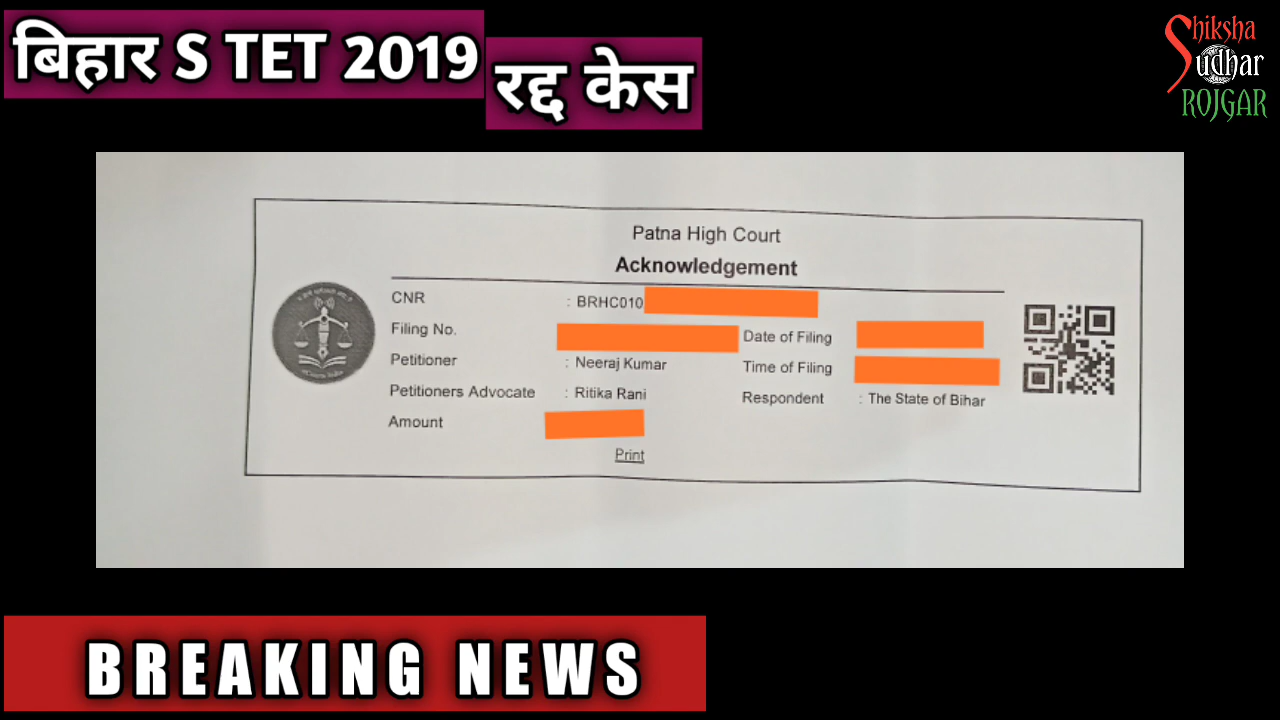 बिहार S TET 2019
रद्द केस
Shiksha
Sudhar
ROJGAR
Patna High Court
Acknowledgement
CNR : BRHC010
Filing No. Date of Filing
Petitioner : Neeraj Kumar Time of Filing
Petitioners Advocate : Ritika Rani Respondent : The State of Bihar
Amount
Print
BREAKING NEWS